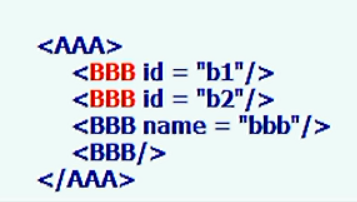 <AAA>
<BBB id = "b1"/>
<BBB id = "b2"/>
<BBB name = "bbb"/>
<BBB/>
</AAA>